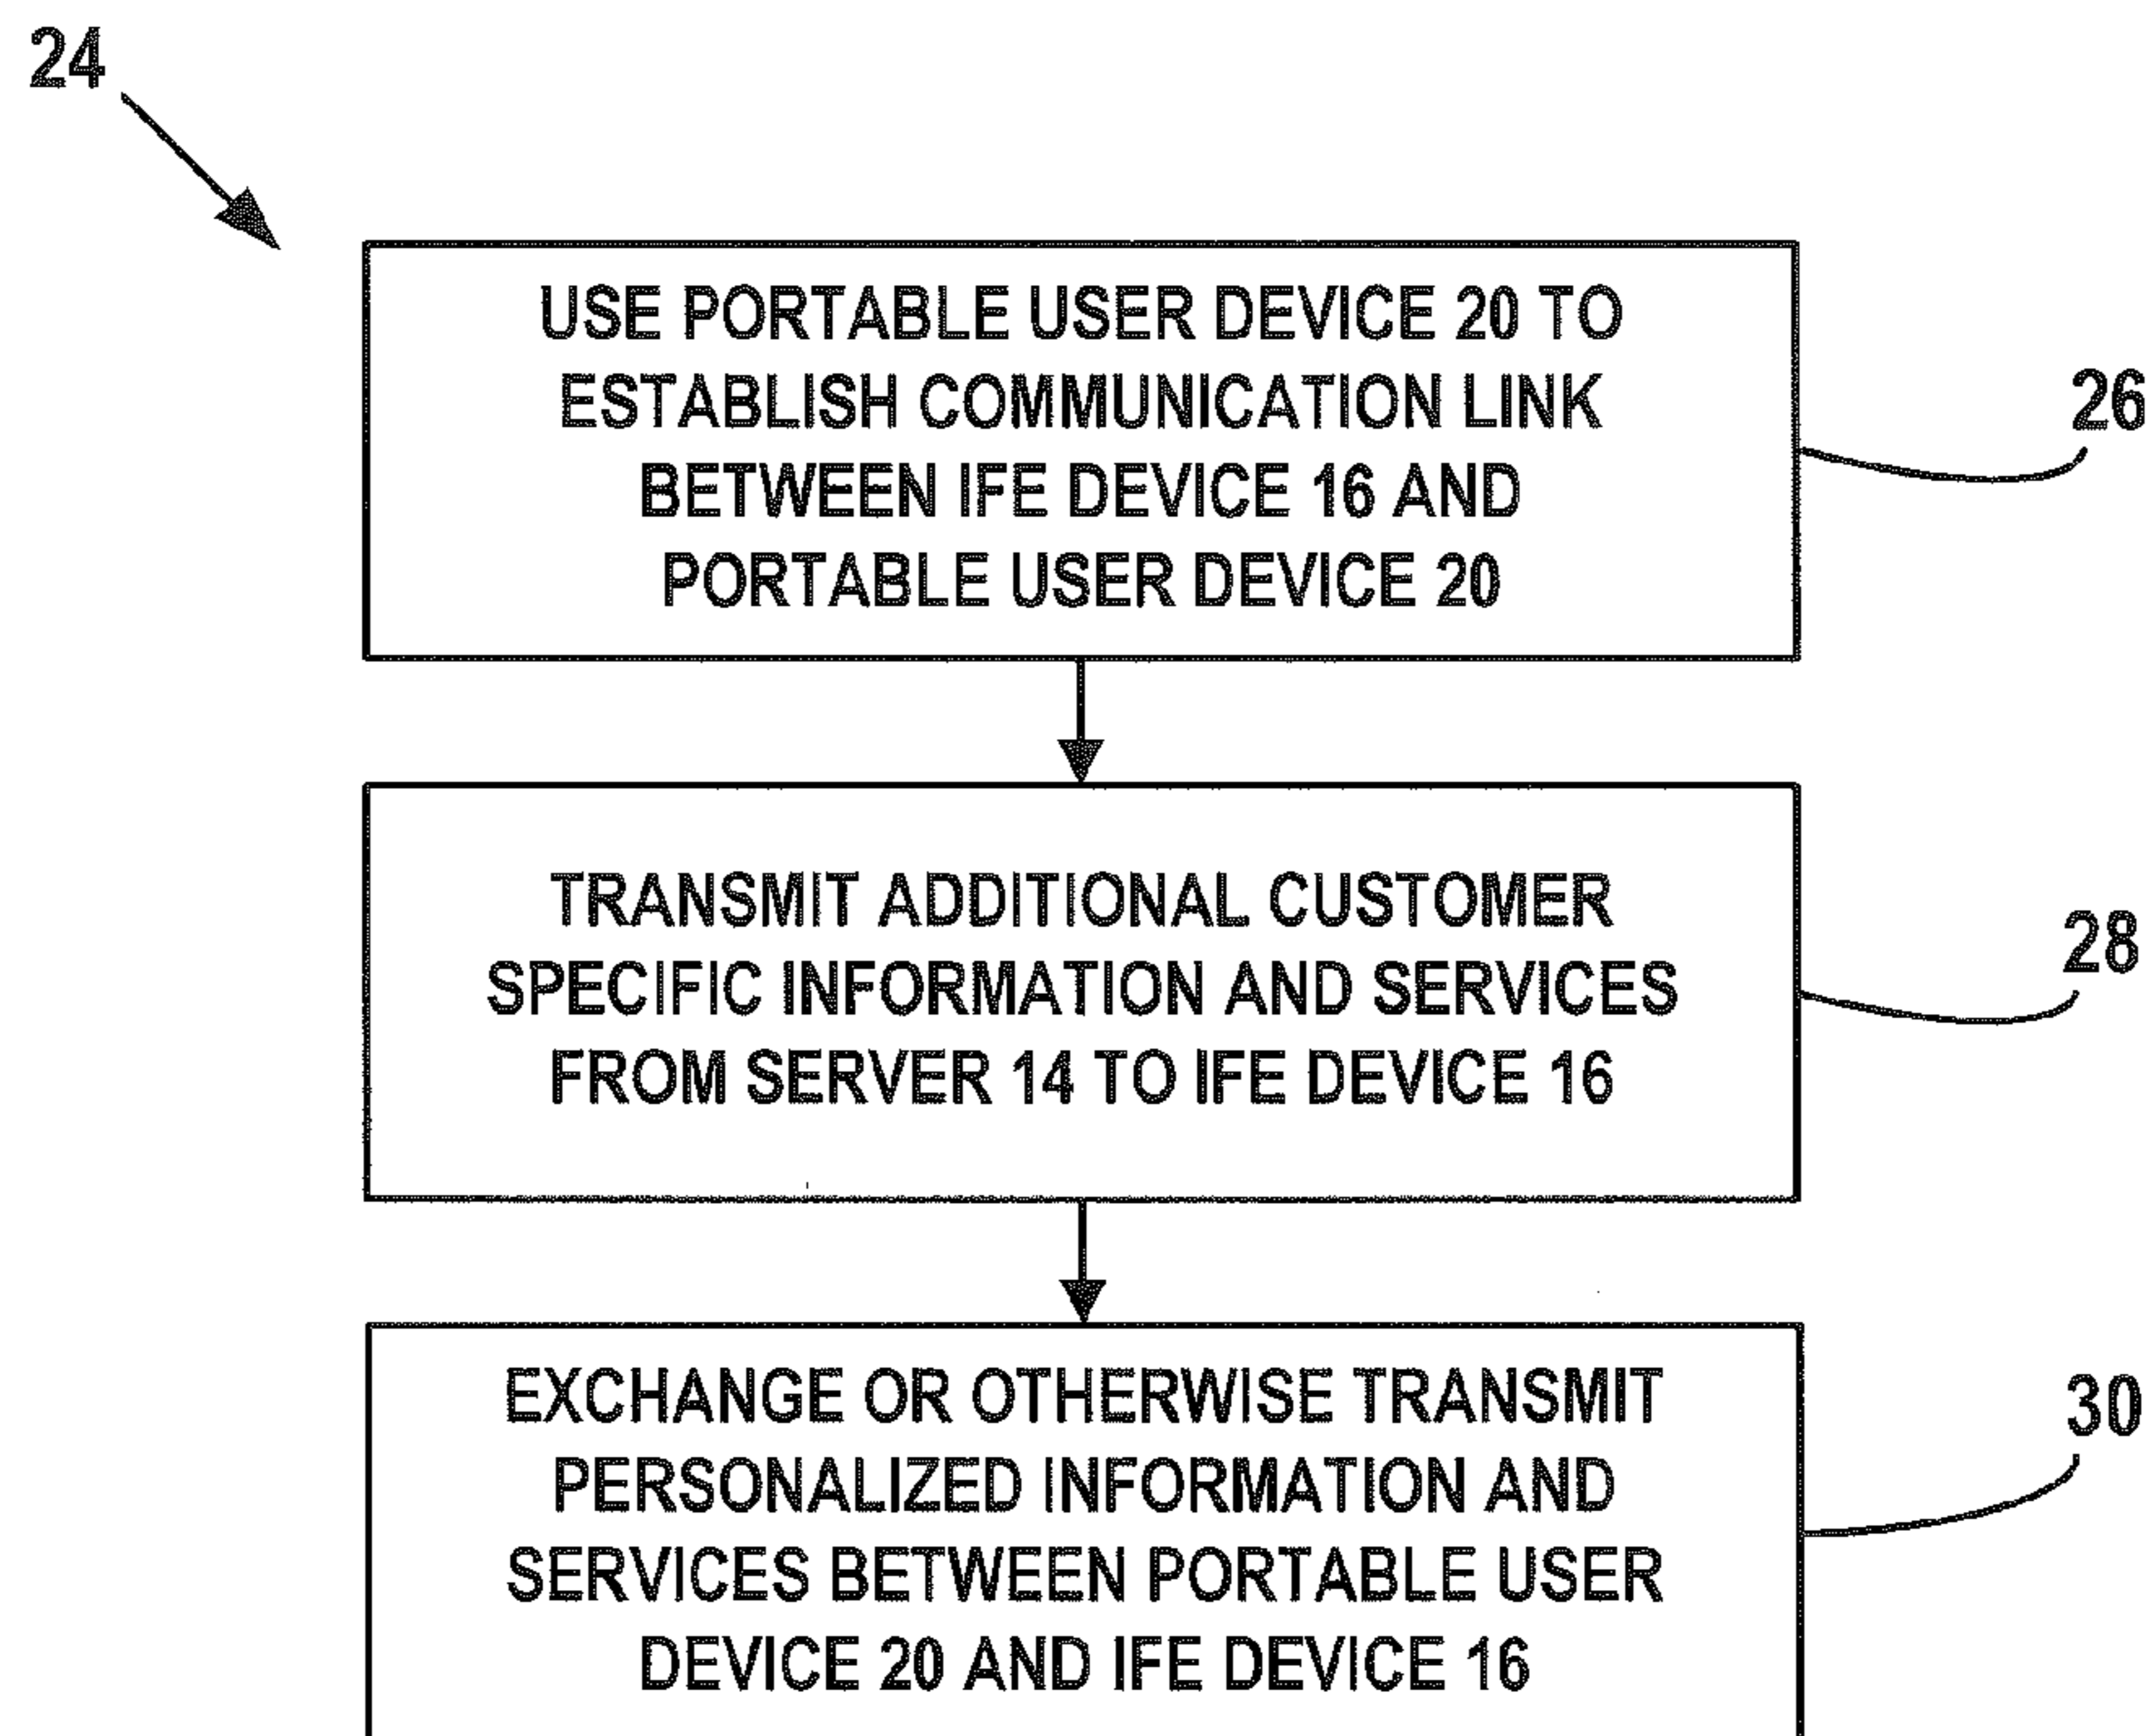 24
USE PORTABLE USER DEVICE 20 TO
ESTABLISH COMMUNICATION LINK
BETWEEN IFE DEVICE 16 AND
PORTABLE USER DEVICE 20
26
TRANSMIT ADDITIONAL CUSTOMER
SPECIFIC INFORMATION AND SERVICES
FROM SERVER 14 TO IFE DEVICE 16
28
EXCHANGE OR OTHERWISE TRANSMIT
PERSONALIZED INFORMATION AND
SERVICES BETWEEN PORTABLE USER
DEVICE 20 AND IFE DEVICE 16
30